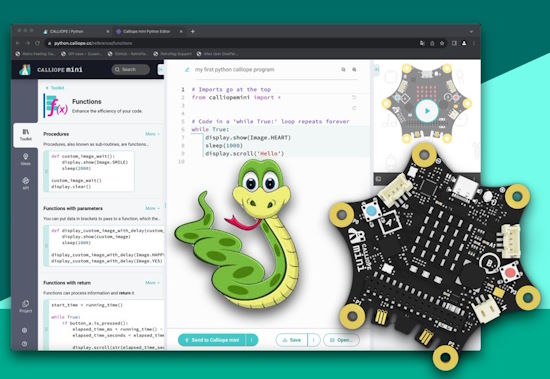 CALLIOPE | Python
Calliope mini Python Editor
python.calliope.cc/reference/functions
CALLIOPE mini
Search
my first python calliope program
Toolkit
Functions
Enhance the efficiency of your code.
Toolkit
Ideas
API
Project
Procedures
More
Procedures, also known as sub-routines, are functions...
def custom_image_wait():
display.show(Image.SMILE)
sleep(2000)
custom_image_wait()
display.clear()
Functions with parameters
More
You can put data in brackets to pass to a function, which the
def display_custom_image_with_delay(custom_
display.show(custom_image)
sleep(1000)
display_custom_image_with_delay(Image.HAPP
display_custom_image_with_delay(Image.YES)
Functions with return
More
Functions can process information and return it.
start_time = running_time()
while True:
if button_a.is_pressed():
elapsed_time_ms = running_time() -
elapsed_time_seconds = elapsed_time
display.scroll(str(elapsed_time_sec
1 # Imports go at the top
2 from calliopemini import *
3
4
5 # Code in a 'while True:' loop repeats forever
6 while True:
7 display.show(Image.HEART)
8 sleep(1000)
9 display.scroll('Hello')
10
Send to Calliope mini
Save
Open...
CALLIOPE
mini